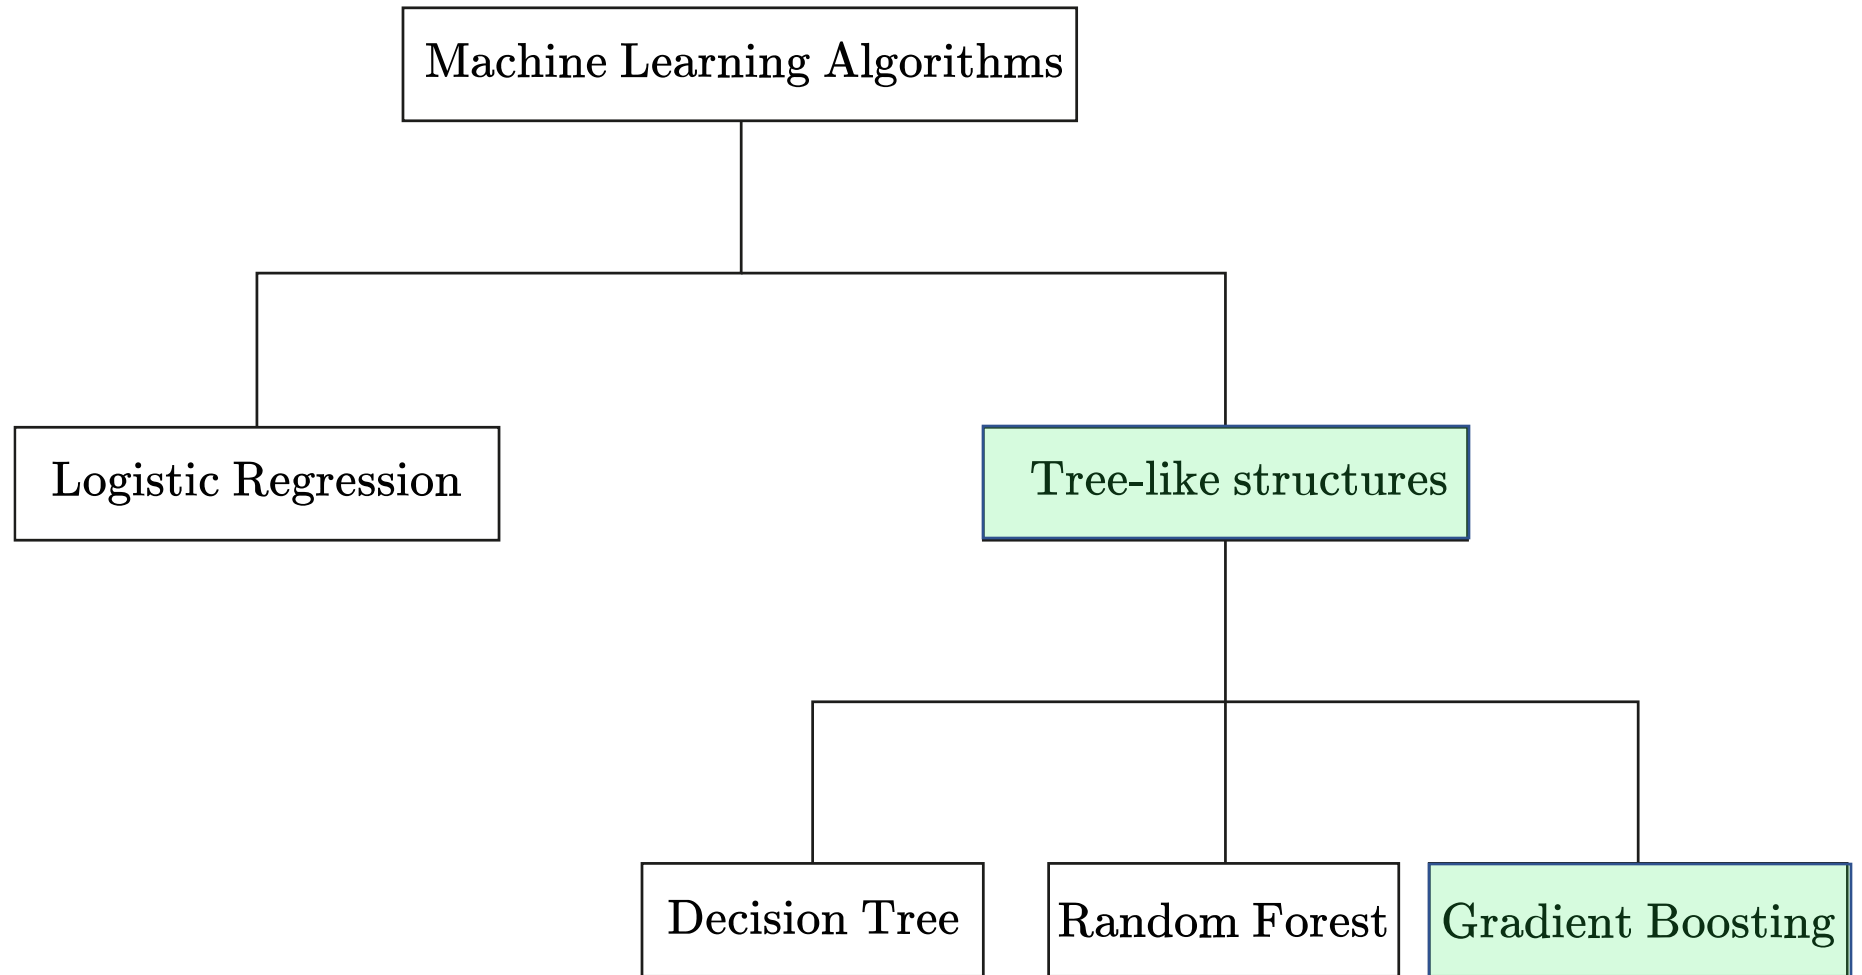 Machine Learning Algorithms
Logistic Regression
Tree-like structures
Decision Tree
Random Forest
Gradient Boosting